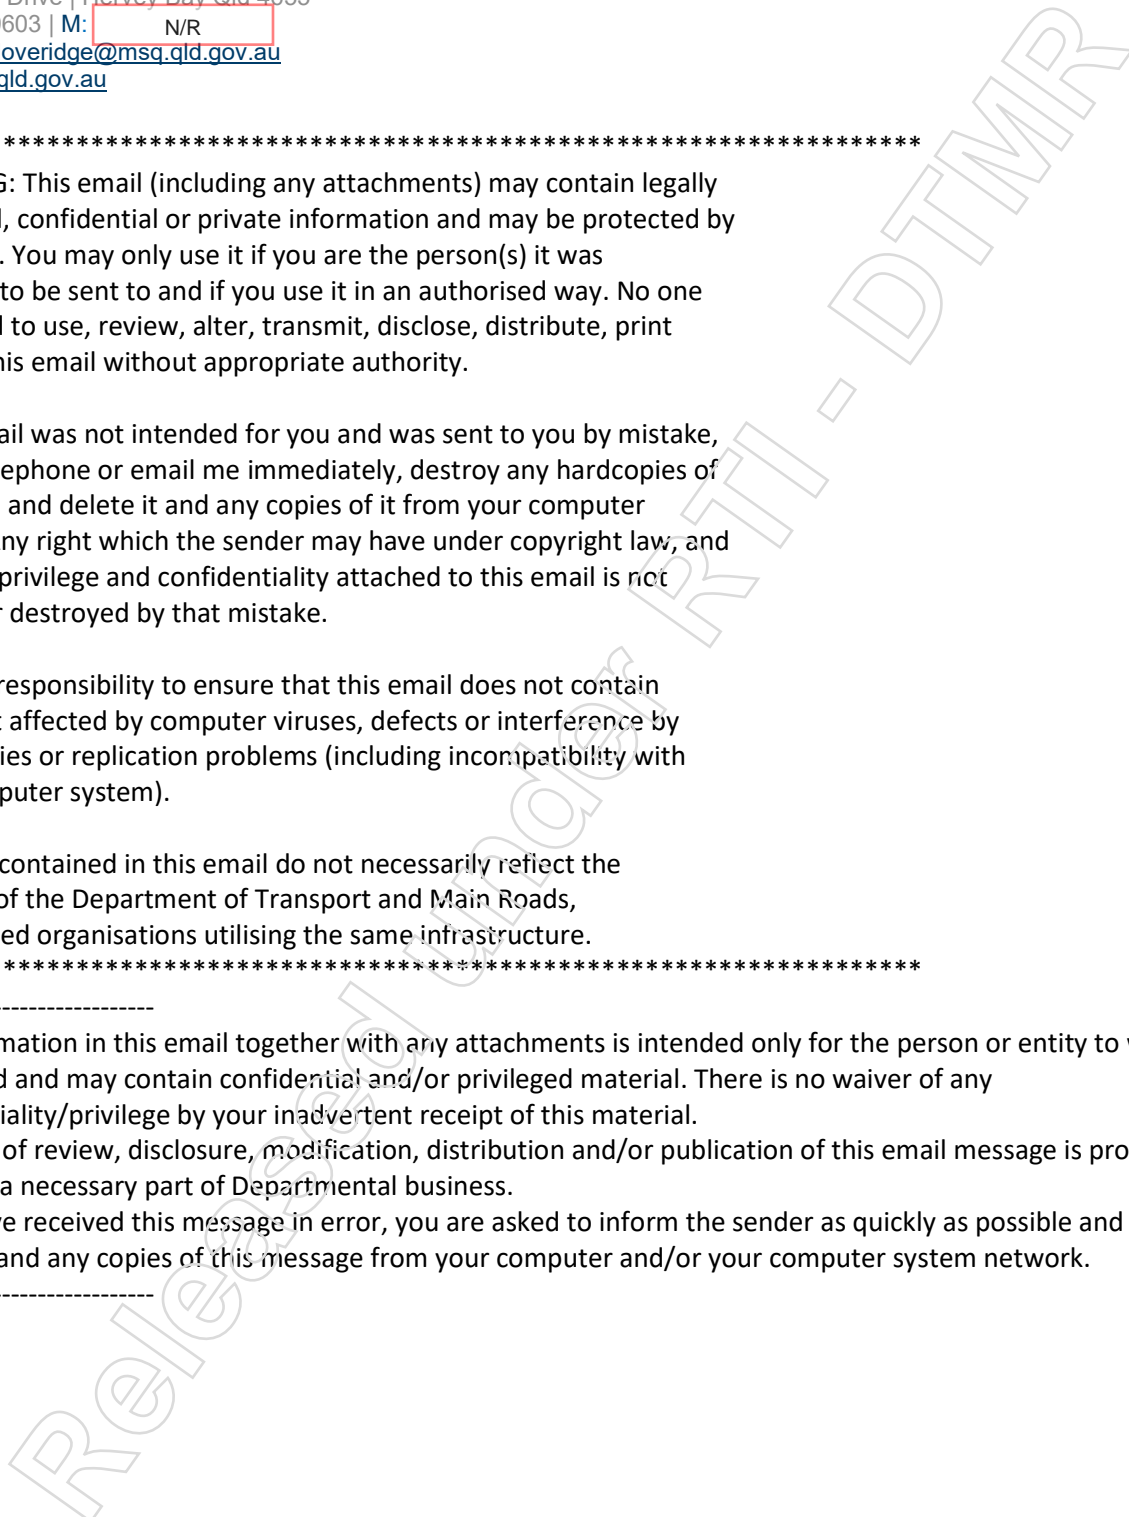 Drive | Hervey Bay Qld 4655
0603 | M: N/R
overidge@msq.qld.gov.au
qld.gov.au
******************************************************************
G: This email (including any attachments) may contain legally
l, confidential or private information and may be protected by
. You may only use it if you are the person(s) it was
to be sent to and if you use it in an authorised way. No one
d to use, review, alter, transmit, disclose, distribute, print
his email without appropriate authority.
ail was not intended for you and was sent to you by mistake,
ephone or email me immediately, destroy any hardcopies of
and delete it and any copies of it from your computer
ny right which the sender may have under copyright law, and
privilege and confidentiality attached to this email is not
r destroyed by that mistake.
responsibility to ensure that this email does not contain
t affected by computer viruses, defects or interference by
ies or replication problems (including incompatibility with
puter system).
contained in this email do not necessarily reflect the
of the Department of Transport and Main Roads,
ed organisations utilising the same infrastructure.
******************************************************************
-------------------
mation in this email together with any attachments is intended only for the person or entity to
d and may contain confidential and/or privileged material. There is no waiver of any
iality/privilege by your inadvertent receipt of this material.
of review, disclosure, modification, distribution and/or publication of this email message is pro
a necessary part of Departmental business.
ve received this message in error, you are asked to inform the sender as quickly as possible and
and any copies of this message from your computer and/or your computer system network.
-------------------
Released under RTI - DTMR